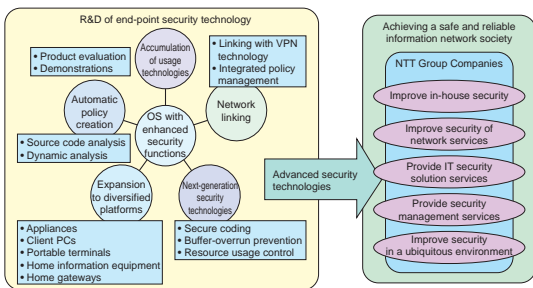 R&D of end-point security technology
Accumulation
of usage
technologies
• Product evaluation
• Demonstrations
• Linking with VPN
technology
• Integrated policy
management
Automatic
policy
creation
Network
linking
OS with
enhanced
security
functions
• Source code analysis
• Dynamic analysis
Expansion
to diversified
platforms
Next-generation
security
technologies
• Appliances
• Client PCs
• Portable terminals
• Home information equipment
• Home gateways
• Secure coding
• Buffer-overrun prevention
• Resource usage control
Advanced security
technologies
Achieving a safe and reliable
information network society
NTT Group Companies
Improve in-house security
Improve security of
network services
Provide IT security
solution services
Provide security
management services
Improve security
in a ubiquitous environment